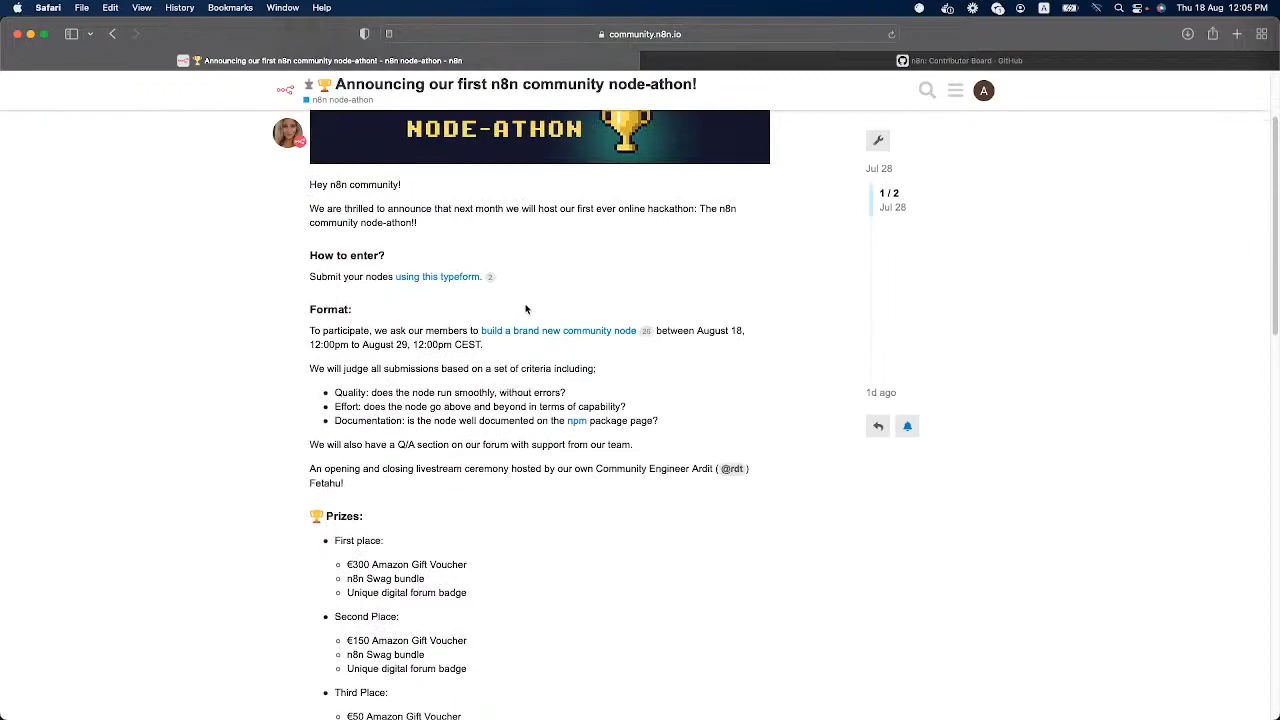 Safari File Edit View History Bookmarks Window Help
A
Thu 18 Aug 12:05 PM
community.n8n.io
🏆 Announcing our first n8n community node-athon! - n8n node-athon - n8n
n8n: Contributor Board · GitHub
🏆 Announcing our first n8n community node-athon!
n8n node-athon
A
NODE-ATHON
Hey n8n community!
Jul 28
1 / 2
Jul 28
We are thrilled to announce that next month we will host our first ever online hackathon: The n8n
community node-athon!!
How to enter?
Submit your nodes using this typeform. 2
Format:
To participate, we ask our members to build a brand new community node 26 between August 18,
12:00pm to August 29, 12:00pm CEST.
We will judge all submissions based on a set of criteria including;
1d ago
• Quality: does the node run smoothly, without errors?
• Effort: does the node go above and beyond in terms of capability?
• Documentation: is the node well documented on the npm package page?
We will also have a Q/A section on our forum with support from our team.
An opening and closing livestream ceremony hosted by our own Community Engineer Ardit ( @rdt )
Fetahu!
🏆 Prizes:
• First place:
◦ €300 Amazon Gift Voucher
◦ n8n Swag bundle
◦ Unique digital forum badge
• Second Place:
◦ €150 Amazon Gift Voucher
◦ n8n Swag bundle
◦ Unique digital forum badge
• Third Place:
◦ €50 Amazon Gift Voucher